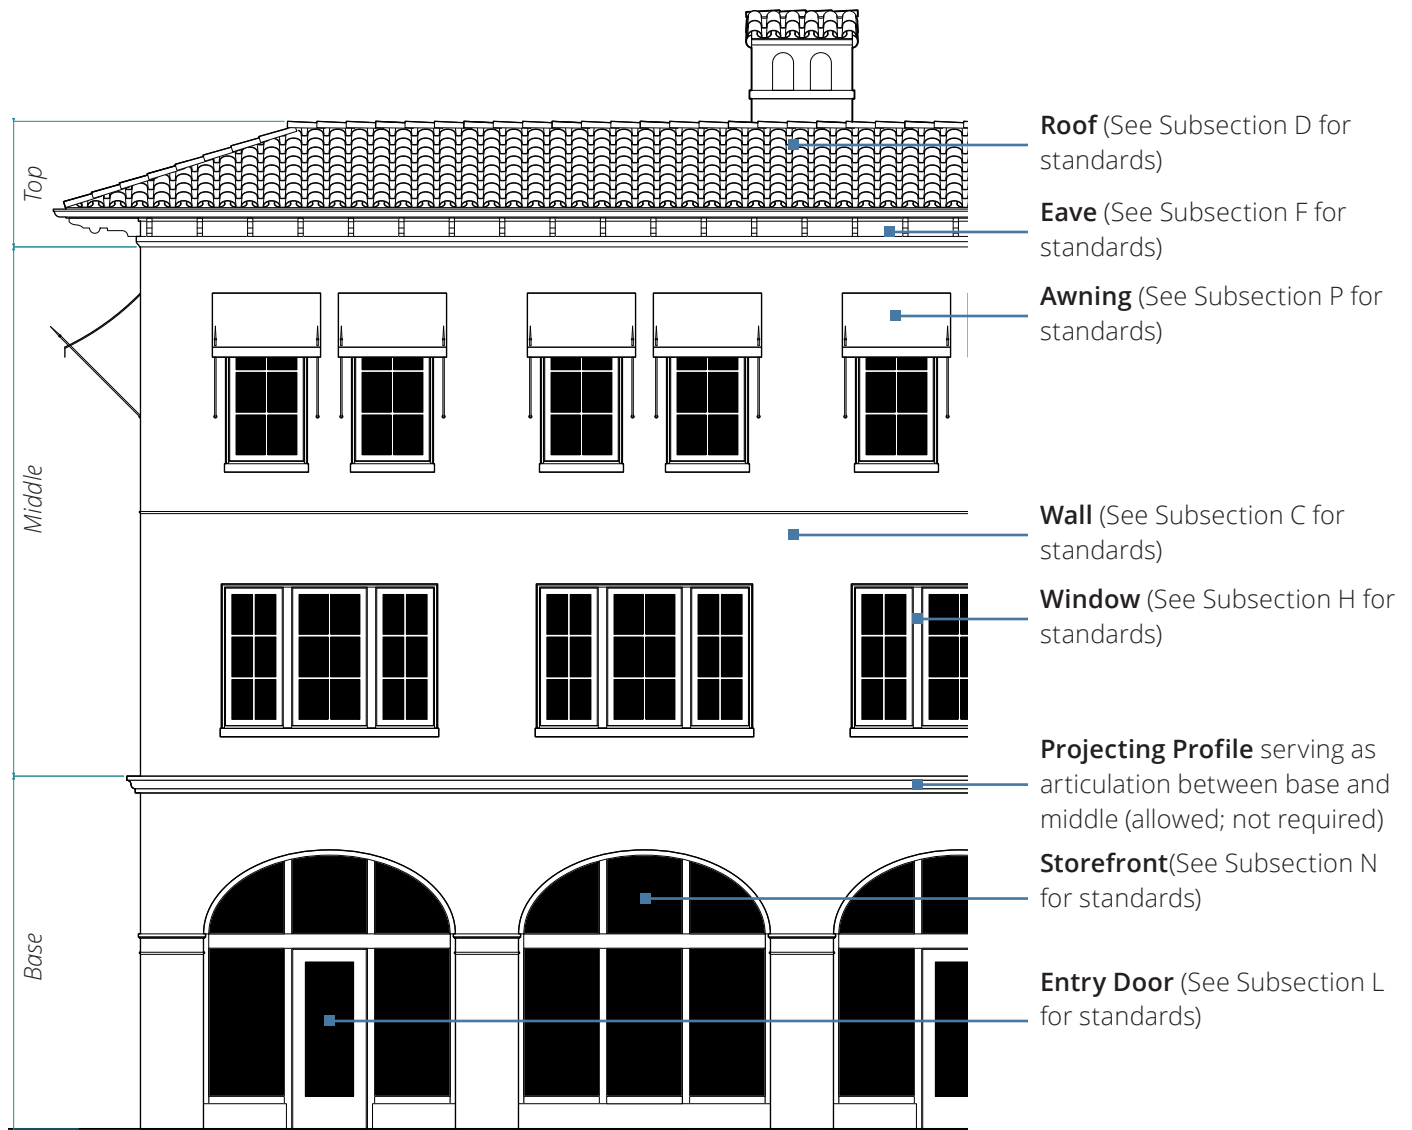 Top
Middle
Base
Roof (See Subsection D for
standards)
Eave (See Subsection F for
standards)
Awning (See Subsection P for
standards)
Wall (See Subsection C for
standards)
Window (See Subsection H for
standards)
Projecting Profile serving as
articulation between base and
middle (allowed; not required)
Storefront(See Subsection N
for standards)
Entry Door (See Subsection L
for standards)